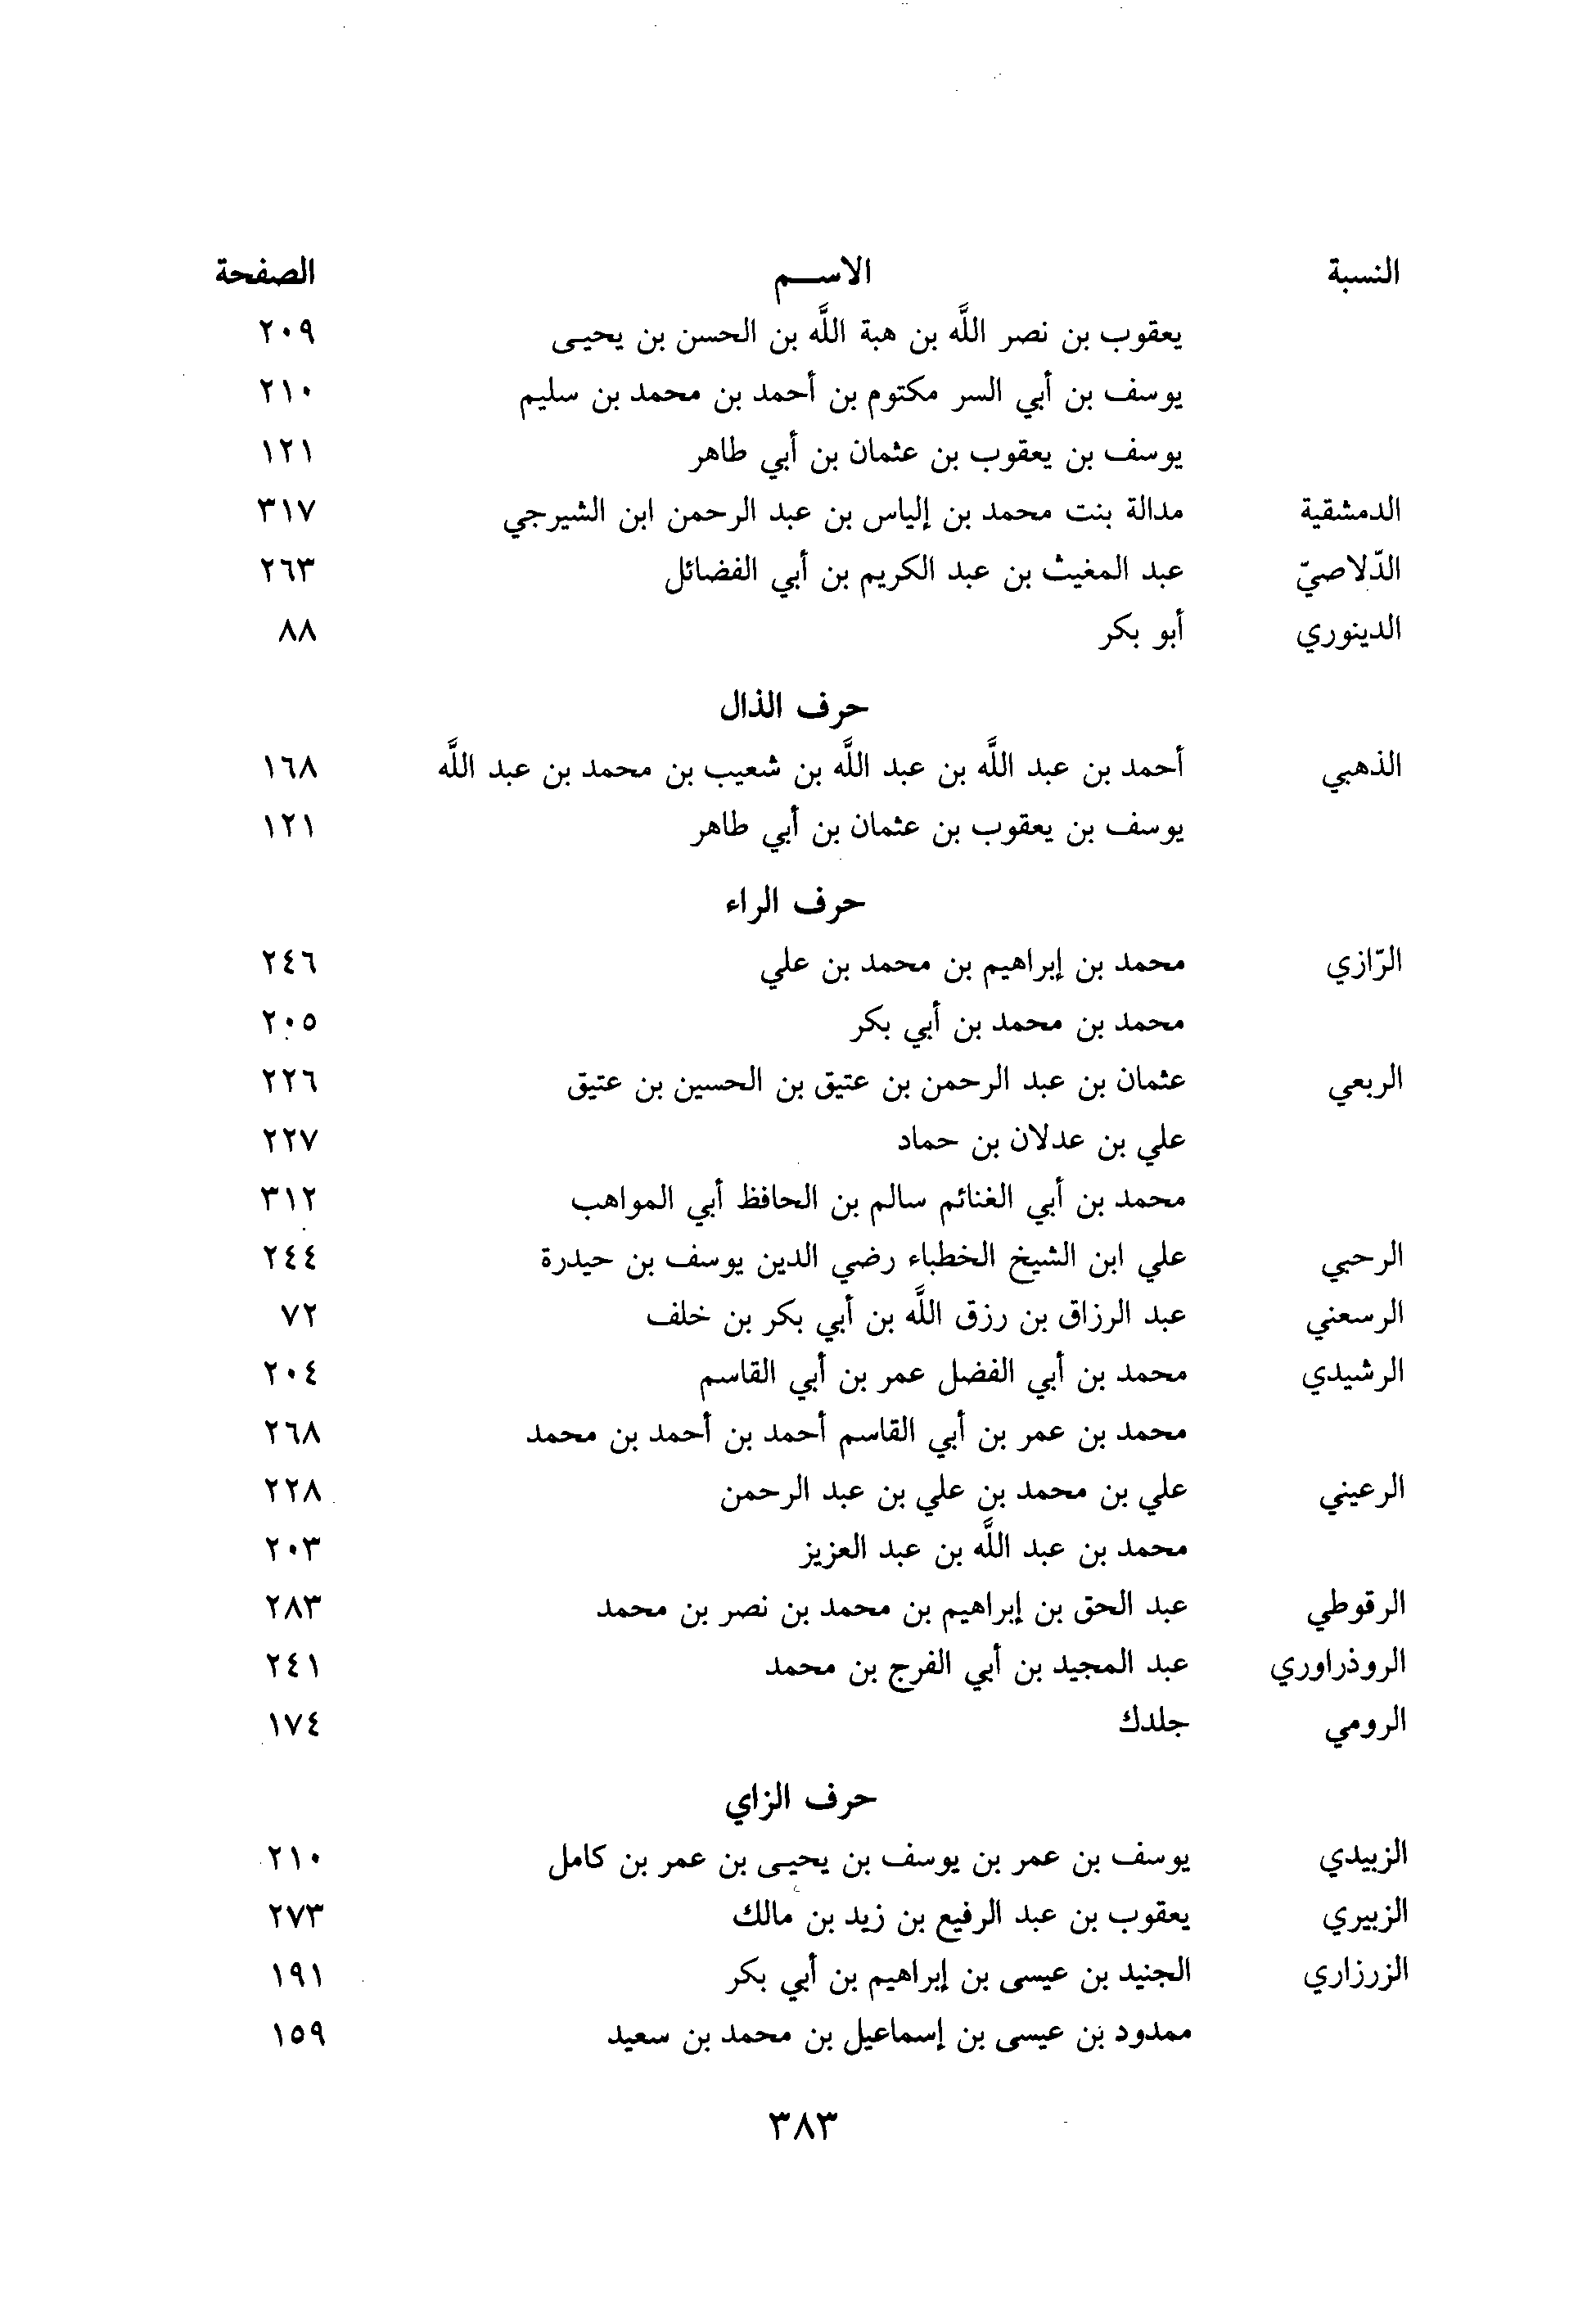 النسبة الاســـم الصفحة
يعقوب بن نصر اللَّه بن هبة اللَّه بن الحسن بن يحيـى ٢٠٩
يوسف بن أبي السر مكتوم بن أحمد بن محمد بن سليم ٢١٠
يوسف بن يعقوب بن عثمان بن أبي طاهر ١٢١
الدمشقية مدالة بنت محمد بن إلياس بن عبد الرحمن ابن الشيرجي ٣١٧
الدّلاصيّ عبد المغيث بن عبد الكريم بن أبي الفضائل ٢٦٣
الدينوري أبو بكر ٨٨
حرف الذال
الذهبي أحمد بن عبد اللَّه بن عبد اللَّه بن شعيب بن محمد بن عبد اللَّه ١٦٨
يوسف بن يعقوب بن عثمان بن أبي طاهر ١٢١
حرف الراء
الرّازي محمد بن إبراهيم بن محمد بن علي ٢٤٦
محمد بن محمد بن أبي بكر ٢٠٥
الربعي عثمان بن عبد الرحمن بن عتيق بن الحسين بن عتيق ٢٢٦
علي بن عدلان بن حماد ٢٢٧
محمد بن أبي الغنائم سالم بن الحافظ أبي المواهب ٣١٢
الرحبي علي ابن الشيخ الخطباء رضي الدين يوسف بن حيدرة ٢٤٤
الرسعني عبد الرزاق بن رزق اللَّه بن أبي بكر بن خلف ٧٢
الرشيدي محمد بن أبي الفضل عمر بن أبي القاسم ٢٠٤
محمد بن عمر بن أبي القاسم أحمد بن أحمد بن محمد ٢٦٨
الرعيني علي بن محمد بن علي بن عبد الرحمن ٢٢٨
محمد بن عبد اللَّه بن عبد العزيز ٢٠٣
الرقوطي عبد الحق بن إبراهيم بن محمد بن نصر بن محمد ٢٨٣
الروذراوري عبد المجيد بن أبي الفرج بن محمد ٢٤١
الرومي جلدك ١٧٤
حرف الزاي
الزبيدي يوسف بن عمر بن يوسف بن يحيـى بن عمر بن كامل ٢١٠
الزبيري يعقوب بن عبد الرفيع بن زيد بن مالك ٢٧٣
الزرزاري الجنيد بن عيسى بن إبراهيم بن أبي بكر ١٩١
ممدود بن عيسى بن إسماعيل بن محمد بن سعيد ١٥٩
٣٨٣